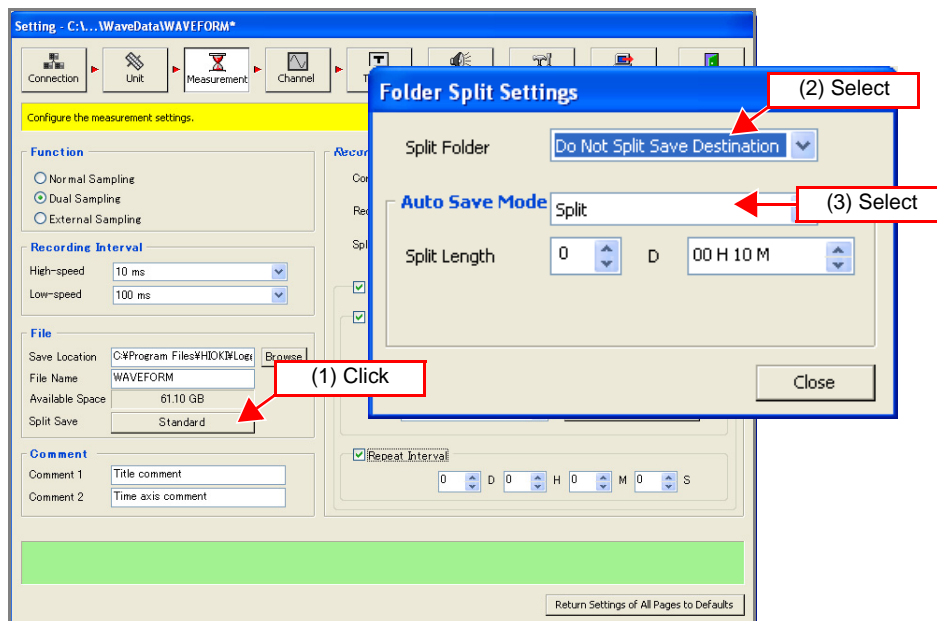 Setting - C:\...\WaveData\WAVEFORM*
Connection
Unit
Measurement
Channel
T
Configure the measurement settings.
Function
Normal Sampling
Dual Sampling
External Sampling
Recording Interval
High-speed 10 ms
Low-speed 100 ms
File
Save Location C:¥Program Files¥HIOKI¥Logg Browse
File Name WAVEFORM
Available Space 61.10 GB
Split Save Standard
(1) Click
Comment
Comment 1 Title comment
Comment 2 Time axis comment
Recor
Con
Rec
Spl
Folder Split Settings
(2) Select
Split Folder Do Not Split Save Destination
Auto Save Mode Split
(3) Select
Split Length 0 D 00 H 10 M
Close
Repeat Interval
0 D 0 H 0 M 0 S
Return Settings of All Pages to Defaults